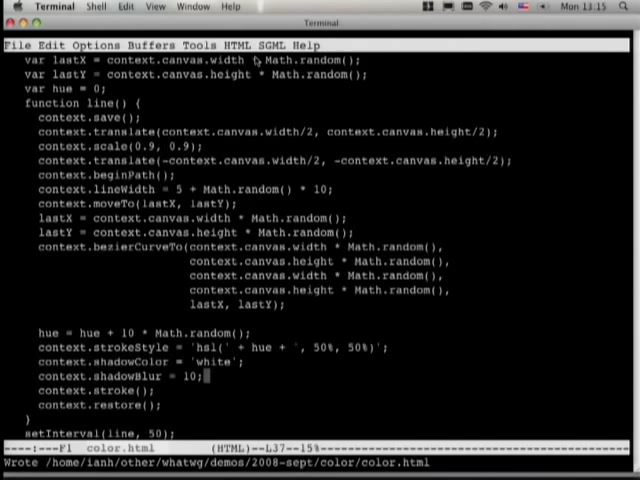 Terminal Shell Edit View Window Help Mon 13:15
Terminal
File Edit Options Buffers Tools HTML SGML Help
var lastX = context.canvas.width * Math.random();
var lastY = context.canvas.height * Math.random();
var hue = 0;
function line() {
context.save();
context.translate(context.canvas.width/2, context.canvas.height/2);
context.scale(0.9, 0.9);
context.translate(-context.canvas.width/2, -context.canvas.height/2);
context.beginPath();
context.lineWidth = 5 + Math.random() * 10;
context.moveTo(lastX, lastY);
lastX = context.canvas.width * Math.random();
lastY = context.canvas.height * Math.random();
context.bezierCurveTo(context.canvas.width * Math.random(),
context.canvas.height * Math.random(),
context.canvas.width * Math.random(),
context.canvas.height * Math.random(),
lastX, lastY);
hue = hue + 10 * Math.random();
context.strokeStyle = 'hsl(' + hue + ', 50%, 50%)';
context.shadowColor = 'white';
context.shadowBlur = 10;
context.stroke();
context.restore();
}
setInterval(line, 50);
----:---F1 color.html (HTML)--L37--15%----
Wrote /home/ianh/other/whatwg/demos/2008-sept/color/color.html